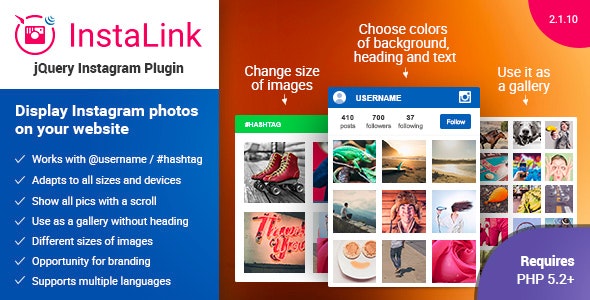 InstaLink
jQuery Instagram Plugin
Display Instagram photos
on your website
✓ Works with @username / #hashtag
✓ Adapts to all sizes and devices
✓ Show all pics with a scroll
✓ Use as a gallery without heading
✓ Different sizes of images
✓ Opportunity for branding
✓ Supports multiple languages
Change size
of images
Choose colors
of background,
heading and text
Use it as
a gallery
2.1.10
#HASHTAG
USERNAME
410 700 37
posts followers following
Follow
Thank
You
Requires
PHP 5.2+